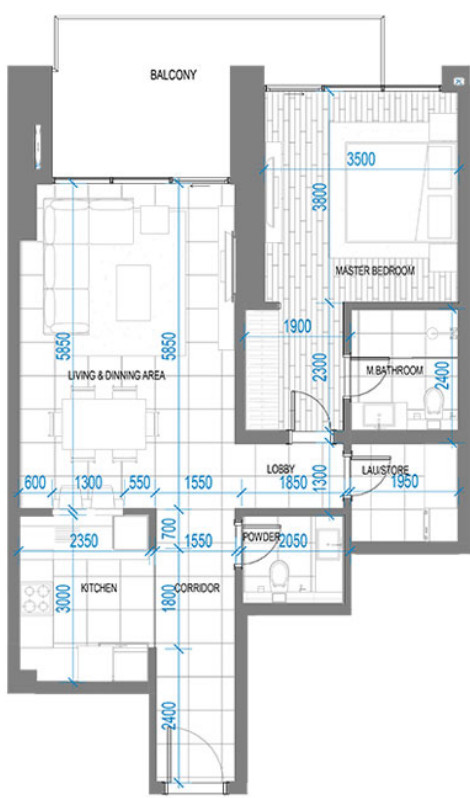 BALCONY
3500
3800
MASTER BEDROOM
1900
5850
5850
2300
M.BATHROOM
2400
LIVING & DINNING AREA
LOBBY
1300
LAU/STORE
600
1300
550
1550
1850
1950
700
2350
1550
POWDER
2050
KITCHEN
3000
CORRIDOR
1800
2400